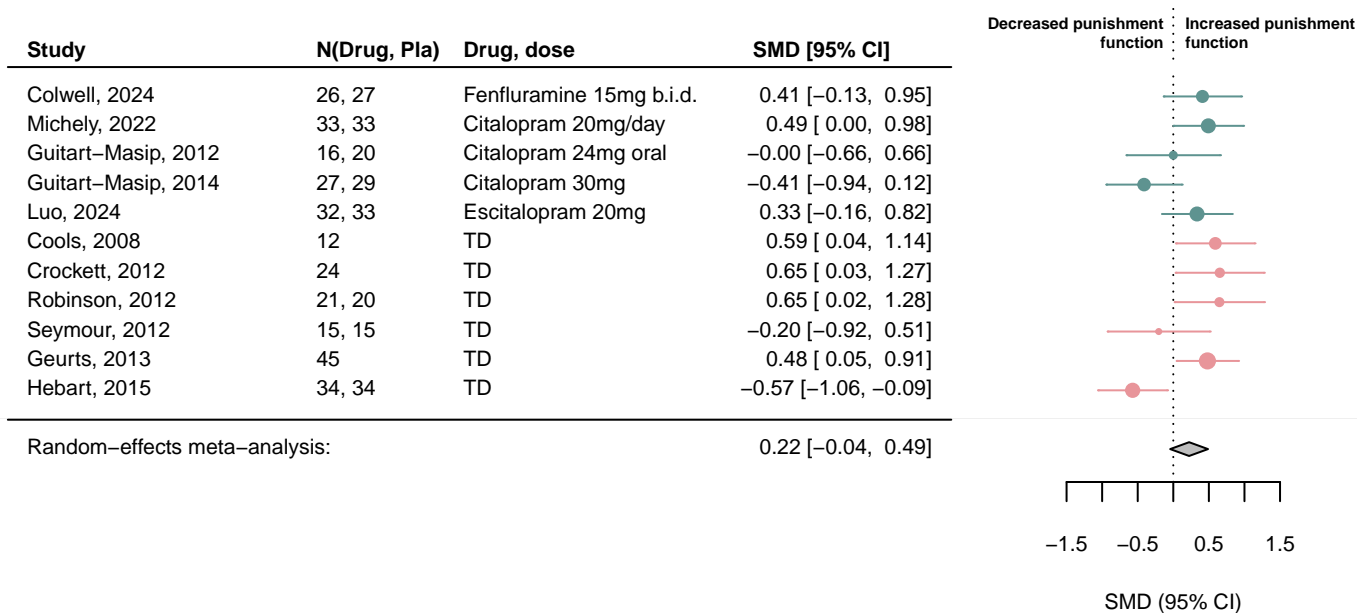 Decreased punishment function
Increased punishment function
Study N(Drug, Pla) Drug, dose SMD [95% CI]
Colwell, 2024 26, 27 Fenfluramine 15mg b.i.d. 0.41 [−0.13, 0.95]
Michely, 2022 33, 33 Citalopram 20mg/day 0.49 [ 0.00, 0.98]
Guitart−Masip, 2012 16, 20 Citalopram 24mg oral −0.00 [−0.66, 0.66]
Guitart−Masip, 2014 27, 29 Citalopram 30mg −0.41 [−0.94, 0.12]
Luo, 2024 32, 33 Escitalopram 20mg 0.33 [−0.16, 0.82]
Cools, 2008 12 TD 0.59 [ 0.04, 1.14]
Crockett, 2012 24 TD 0.65 [ 0.03, 1.27]
Robinson, 2012 21, 20 TD 0.65 [ 0.02, 1.28]
Seymour, 2012 15, 15 TD −0.20 [−0.92, 0.51]
Geurts, 2013 45 TD 0.48 [ 0.05, 0.91]
Hebart, 2015 34, 34 TD −0.57 [−1.06, −0.09]
Random−effects meta−analysis: 0.22 [−0.04, 0.49]
−1.5 −0.5 0.5 1.5
SMD (95% CI)